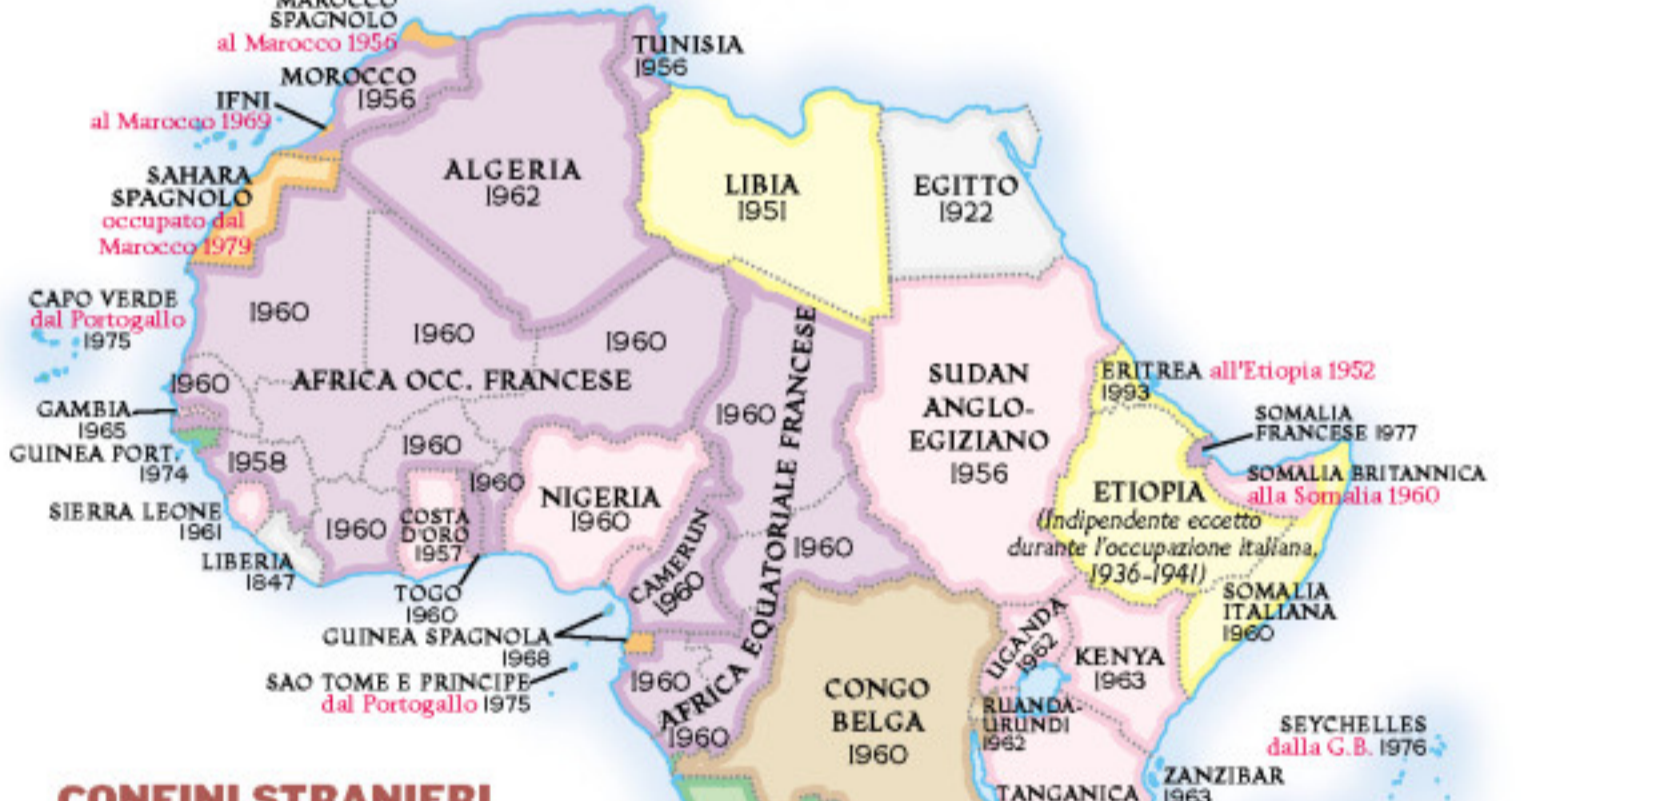 MAROCCO
SPAGNOLO
al Marocco 1956
MOROCCO
1956
IFNI
al Marocco 1969
SAHARA
SPAGNOLO
occupato dal
Marocco 1979
CAPO VERDE
dal Portogallo
1975
TUNISIA
1956
ALGERIA
1962
LIBIA
1951
EGITTO
1922
1960
1960
1960
1960
AFRICA OCC. FRANCESE
GAMBIA
1965
GUINEA PORT.
1974
1958
1960
1960
1960
SIERRA LEONE
1961
LIBERIA
1847
COSTA
D'ORO
1957
TOGO
1960
NIGERIA
1960
CAMERUN
1960
GUINEA SPAGNOLA
1968
SAO TOME E PRINCIPE
dal Portogallo 1975
AFRICA EQUATORIALE FRANCESE
1960
1960
1960
1960
SUDAN
ANGLO-
EGIZIANO
1956
ERITREA all'Etiopia 1952
1993
SOMALIA
FRANCESE 1977
SOMALIA BRITANNICA
alla Somalia 1960
ETIOPIA
(Indipendente eccetto
durante l'occupazione italiana,
1936-1941)
SOMALIA
ITALIANA
1960
UGANDA
1962
KENYA
1963
CONGO
BELGA
1960
RUANDA-
URUNDI
1962
SEYCHELLES
dalla G.B. 1976
ZANZIBAR
1963
TANGANICA
CONFINI STRANIERI